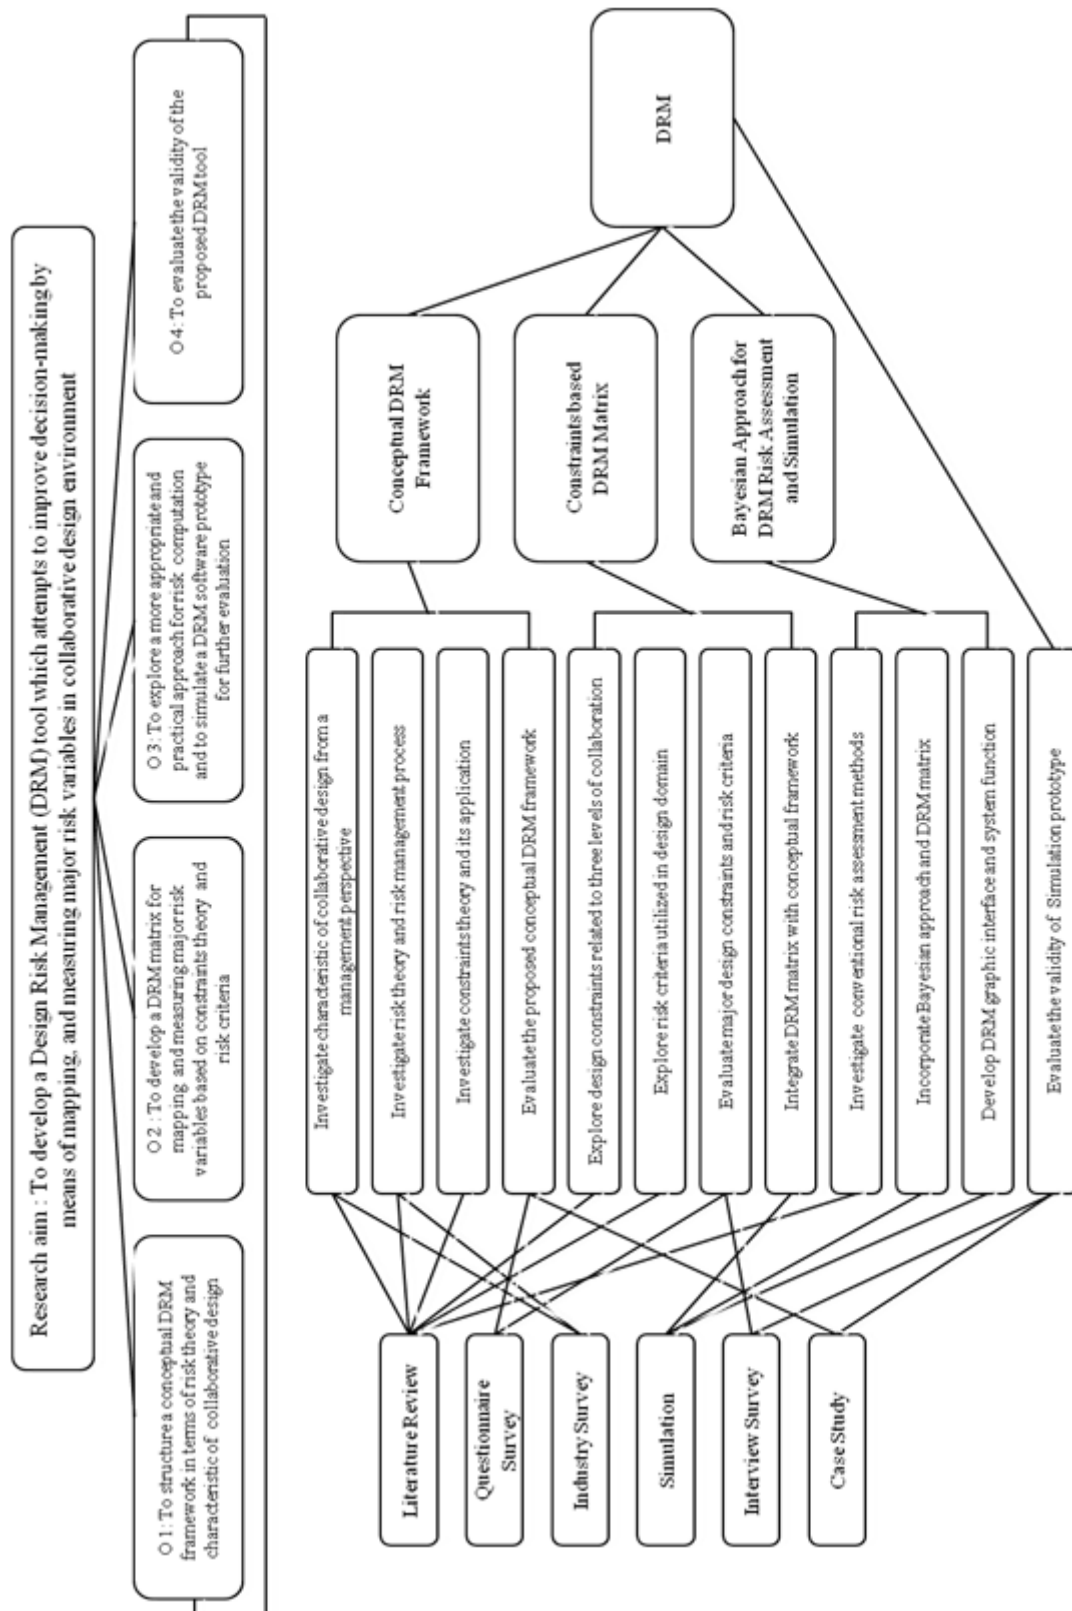 Research aim : To develop a Design Risk Management (DRM) tool which attempts to improve decision-making by
means of mapping, and measuring major risk variables in collaborative design environment
O 1: To structure a conceptual DRM
framework in terms of risk theory and
characteristic of collaborative design
O 2 : To develop a DRM matrix for
mapping and measuring major risk
variables based on constraints theory and
risk criteria
O 3: To explore a more appropriate and
practical approach for risk computation
and to simulate a DRM software prototype
for further evaluation
O 4: To evaluate the validity of the
proposed DRM tool
Literature Review
Questionnaire
Survey
Industry Survey
Simulation
Interview Survey
Case Study
Investigate characteristic of collaborative design from a
management perspective
Investigate risk theory and risk management process
Investigate constraints theory and its application
Evaluate the proposed conceptual DRM framework
Explore design constraints related to three levels of collaboration
Explore risk criteria utilized in design domain
Evaluate major design constraints and risk criteria
Integrate DRM matrix with conceptual framework
Investigate conventional risk assessment methods
Incorporate Bayesian approach and DRM matrix
Develop DRM graphic interface and system function
Evaluate the validity of Simulation prototype
Conceptual DRM
Framework
Constraints based
DRM Matrix
Bayesian Approach for
DRM Risk Assessment
and Simulation
DRM